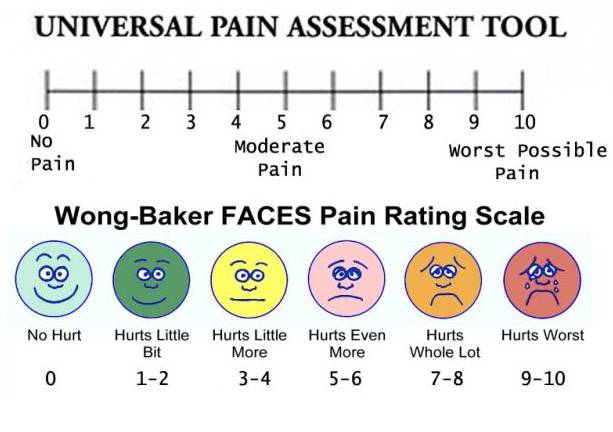 UNIVERSAL PAIN ASSESSMENT TOOL
0 1 2 3 4 5 6 7 8 9 10
No Pain
Moderate Pain
Worst Possible Pain
Wong-Baker FACES Pain Rating Scale
No Hurt
Hurts Little Bit
Hurts Little More
Hurts Even More
Hurts Whole Lot
Hurts Worst
0 1-2 3-4 5-6 7-8 9-10